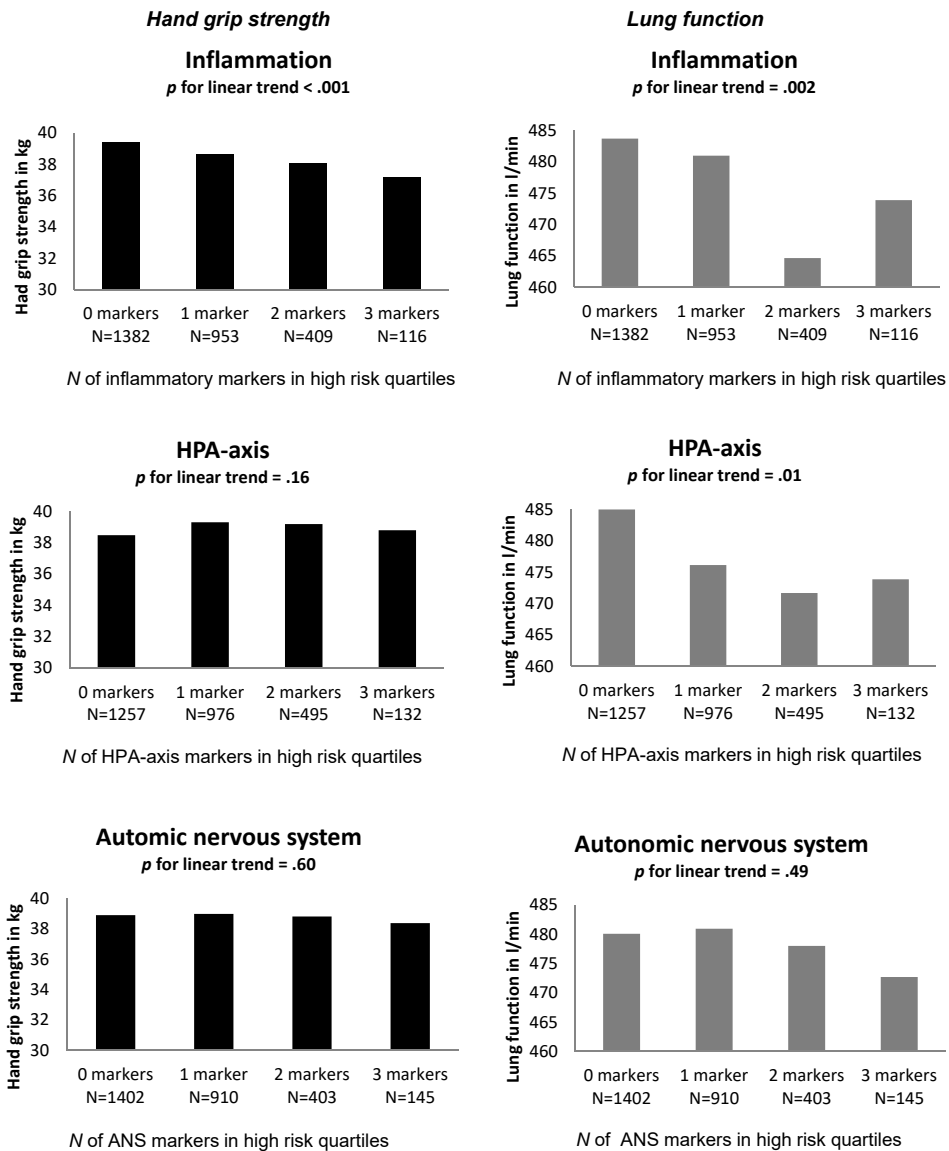 Hand grip strength
Inflammation
p for linear trend < .001
Had grip strength in kg
40
38
36
34
32
30
0 markers 1 marker 2 markers 3 markers
N=1382 N=953 N=409 N=116
N of inflammatory markers in high risk quartiles
Lung function
Inflammation
p for linear trend = .002
Lung function in l/min
485
480
475
470
465
460
0 markers 1 marker 2 markers 3 markers
N=1382 N=953 N=409 N=116
N of inflammatory markers in high risk quartiles
HPA-axis
p for linear trend = .16
Hand grip strength in kg
40
38
36
34
32
30
0 markers 1 marker 2 markers 3 markers
N=1257 N=976 N=495 N=132
N of HPA-axis markers in high risk quartiles
HPA-axis
p for linear trend = .01
Lung function in l/min
485
480
475
470
465
460
0 markers 1 marker 2 markers 3 markers
N=1257 N=976 N=495 N=132
N of HPA-axis markers in high risk quartiles
Automic nervous system
p for linear trend = .60
Hand grip strength in kg
40
38
36
34
32
30
0 markers 1 marker 2 markers 3 markers
N=1402 N=910 N=403 N=145
N of ANS markers in high risk quartiles
Autonomic nervous system
p for linear trend = .49
Lung function in l/min
485
480
475
470
465
460
0 markers 1 marker 2 markers 3 markers
N=1402 N=910 N=403 N=145
N of ANS markers in high risk quartiles